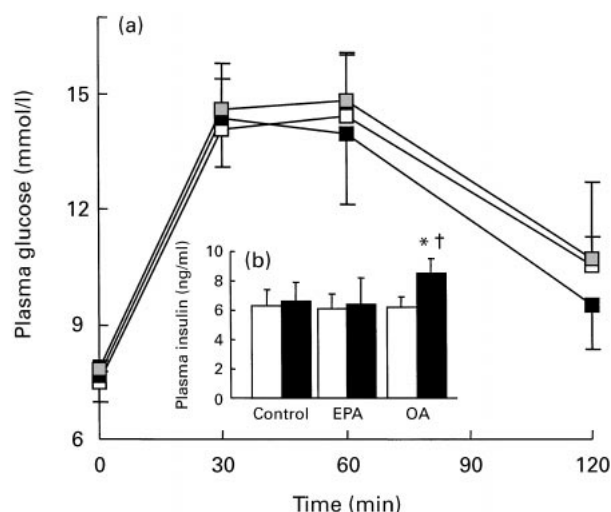 (a)
Plasma glucose (mmol/l)
18
15
12
9
6
0
30
60
90
120
Time (min)
(b)
Plasma insulin (ng/ml)
10
8
6
4
2
0
* †
Control
EPA
OA